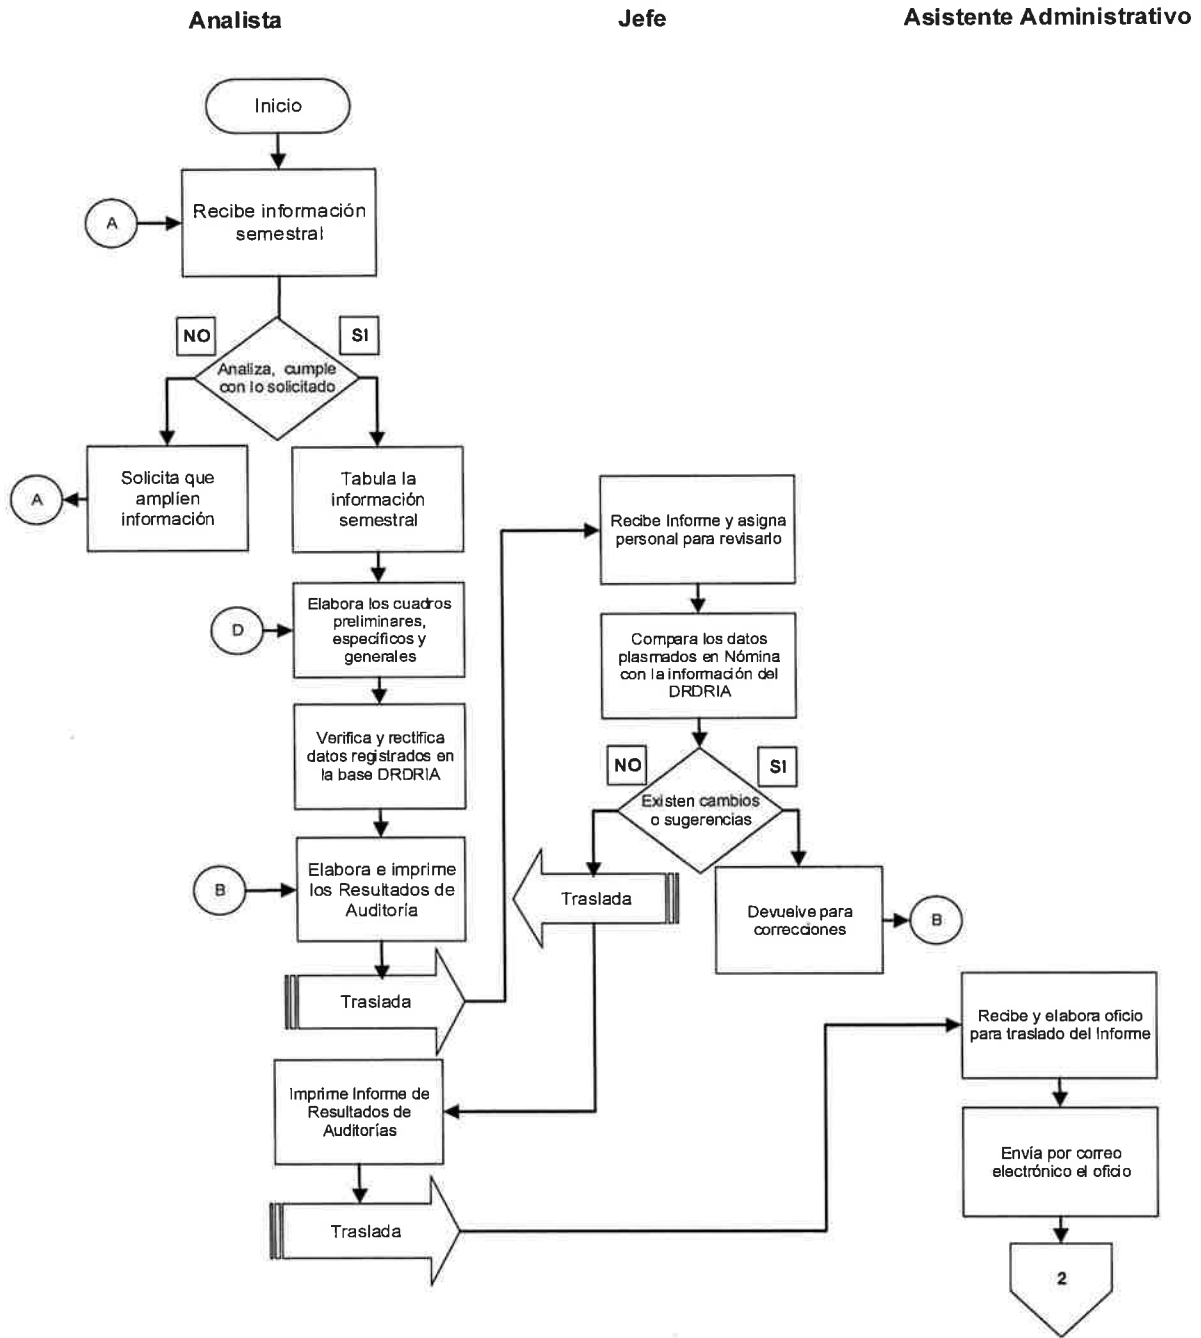 Analista
Jefe
Asistente Administrativo
Inicio
A
Recibe información
semestral
NO
SI
Analiza, cumple
con lo solicitado
A
Solicita que
amplíen
información
Tabula la
información
semestral
D
Elabora los cuadros
preliminares,
específicos y
generales
Verifica y rectifica
datos registrados en
la base DRDRIA
B
Elabora e imprime
los Resultados de
Auditoría
Traslada
Imprime Informe de
Resultados de
Auditorías
Traslada
Recibe Informe y asigna
personal para revisarlo
Compara los datos
plasmados en Nómina
con la información del
DRDRIA
NO
SI
Existen cambios
o sugerencias
Traslada
Devuelve para
correcciones
B
Recibe y elabora oficio
para traslado del Informe
Envía por correo
electrónico el oficio
2